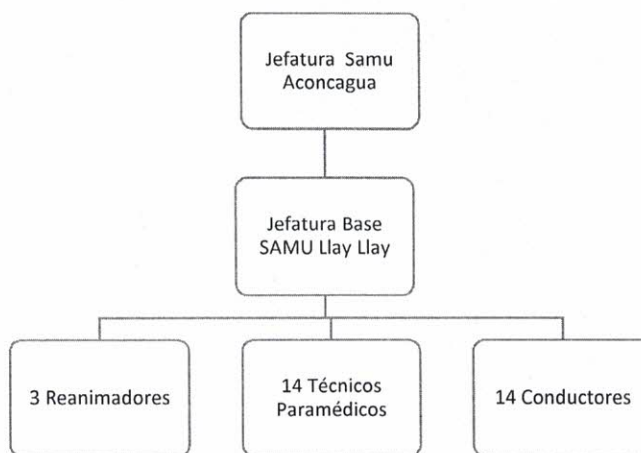 Jefatura Samu
Aconcagua
Jefatura Base
SAMU Llay Llay
3 Reanimadores
14 Técnicos
Paramédicos
14 Conductores